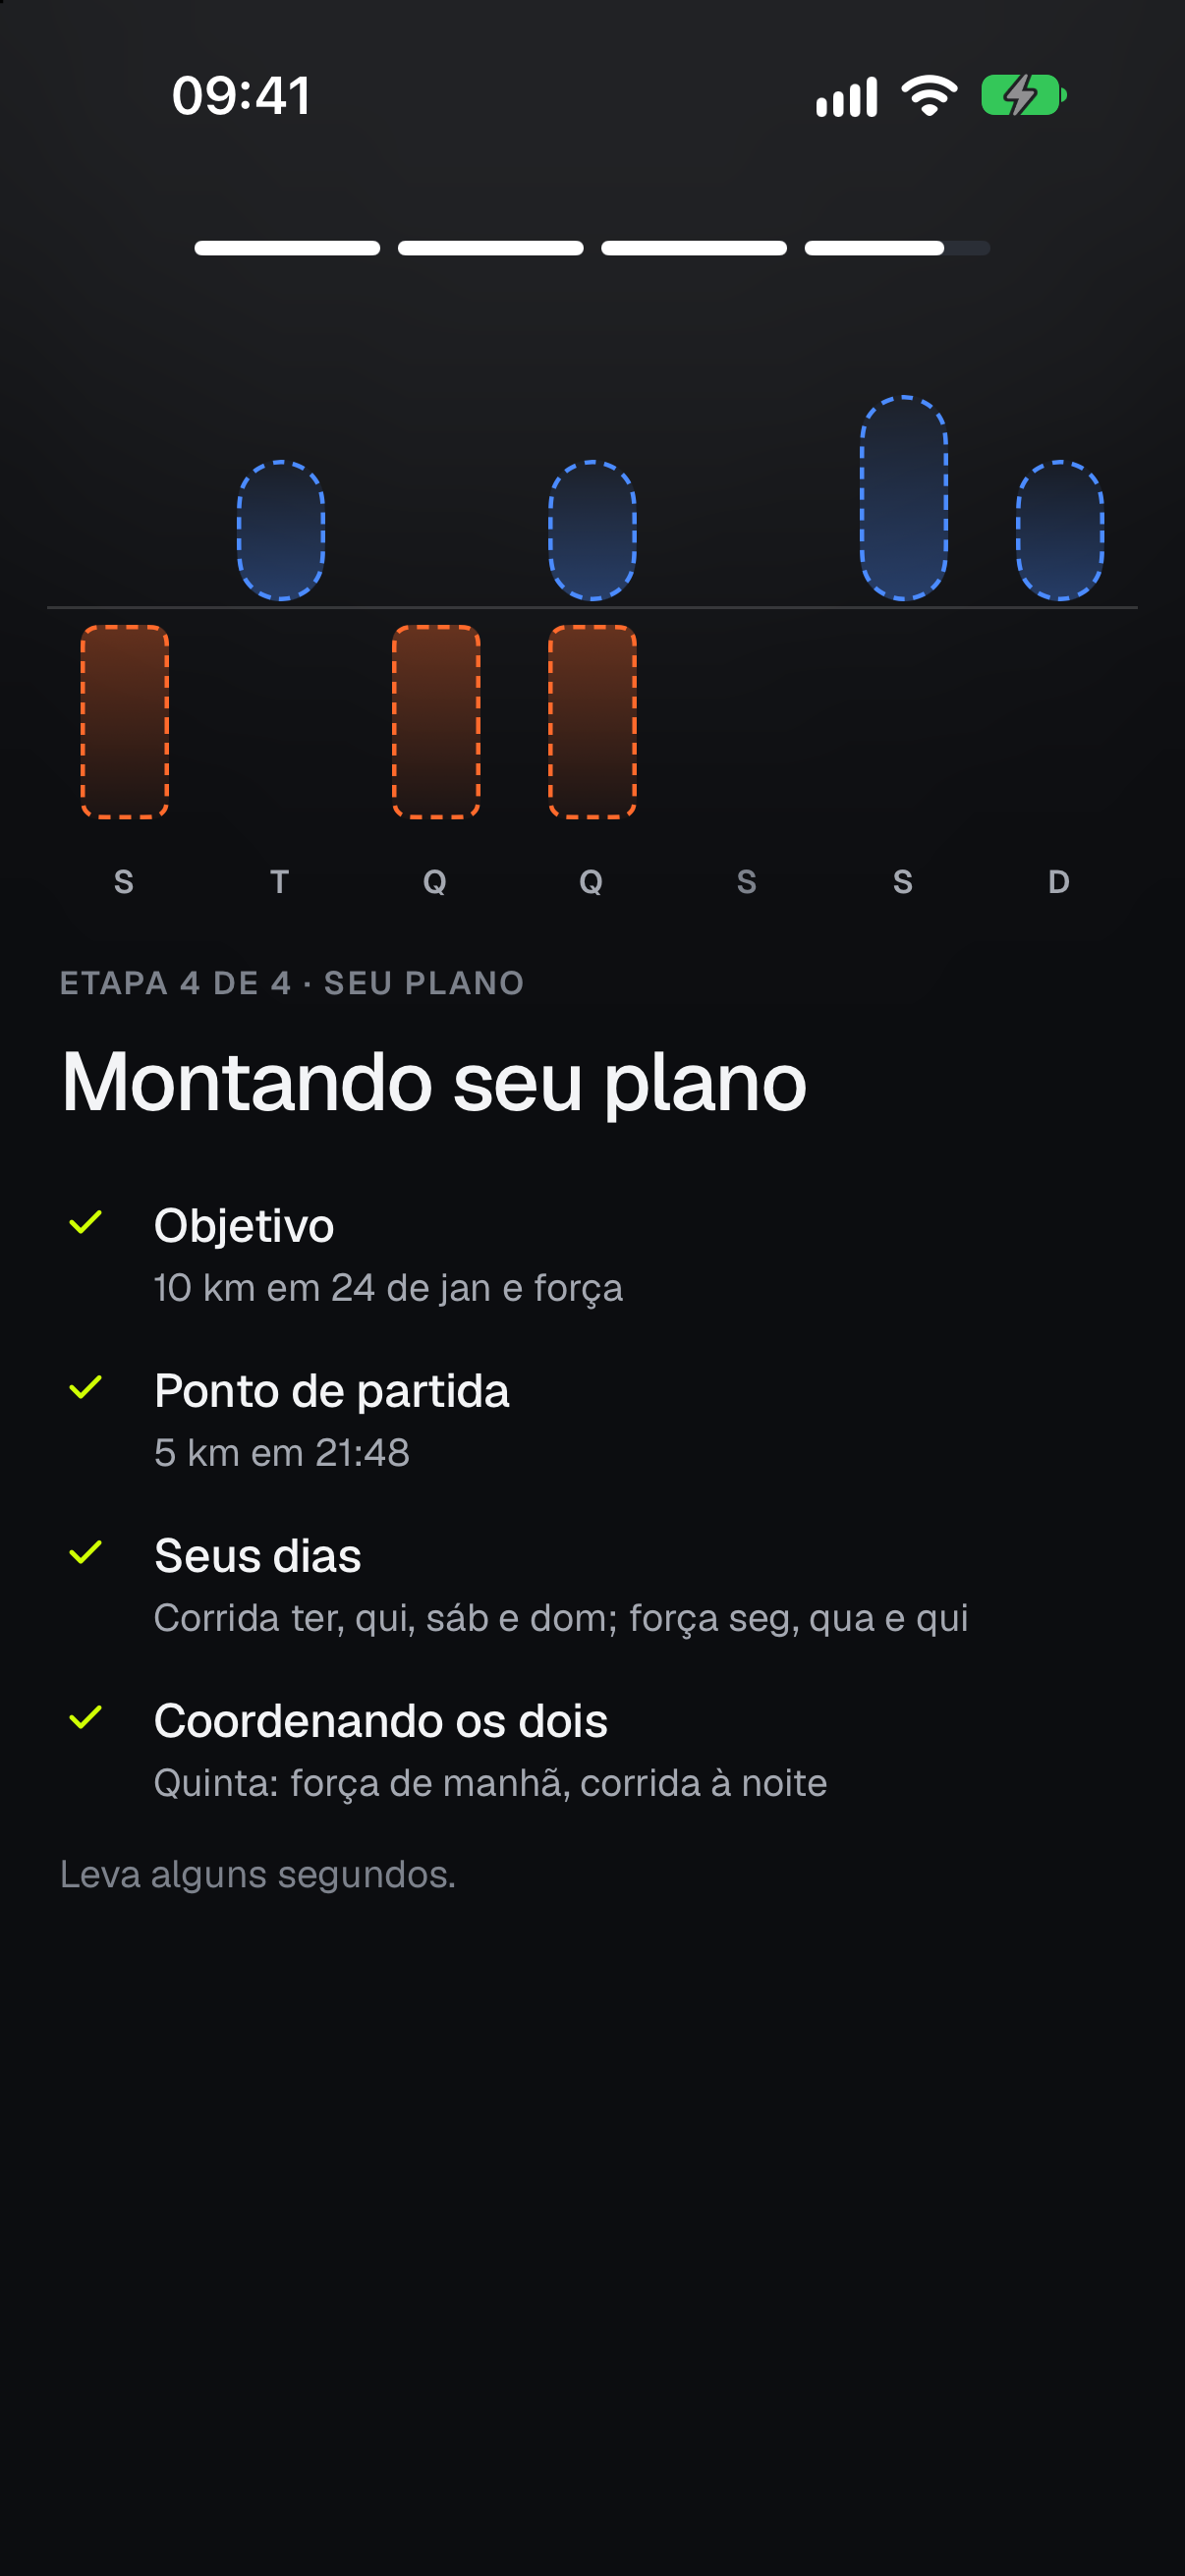 09:41
S T Q Q S S D
ETAPA 4 DE 4 · SEU PLANO
Montando seu plano
Objetivo
10 km em 24 de jan e força
Ponto de partida
5 km em 21:48
Seus dias
Corrida ter, qui, sáb e dom; força seg, qua e qui
Coordenando os dois
Quinta: força de manhã, corrida à noite
Leva alguns segundos.